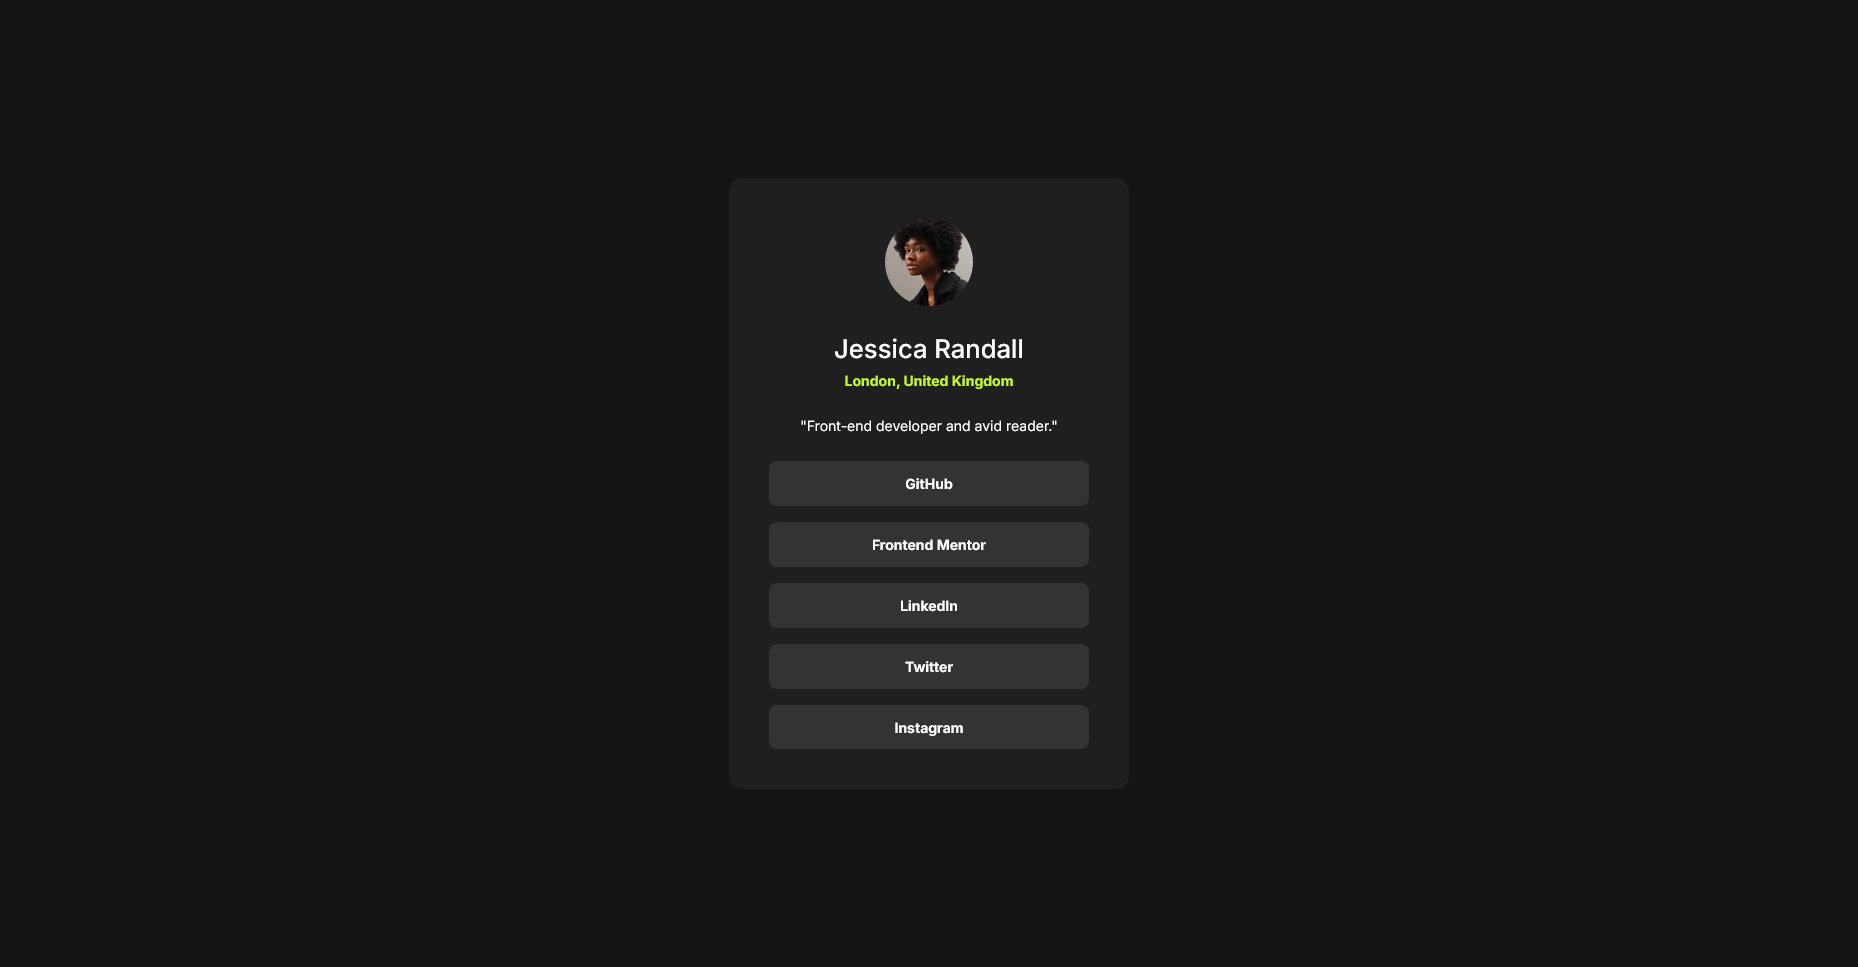 Jessica Randall
London, United Kingdom
"Front-end developer and avid reader."
GitHub
Frontend Mentor
LinkedIn
Twitter
Instagram